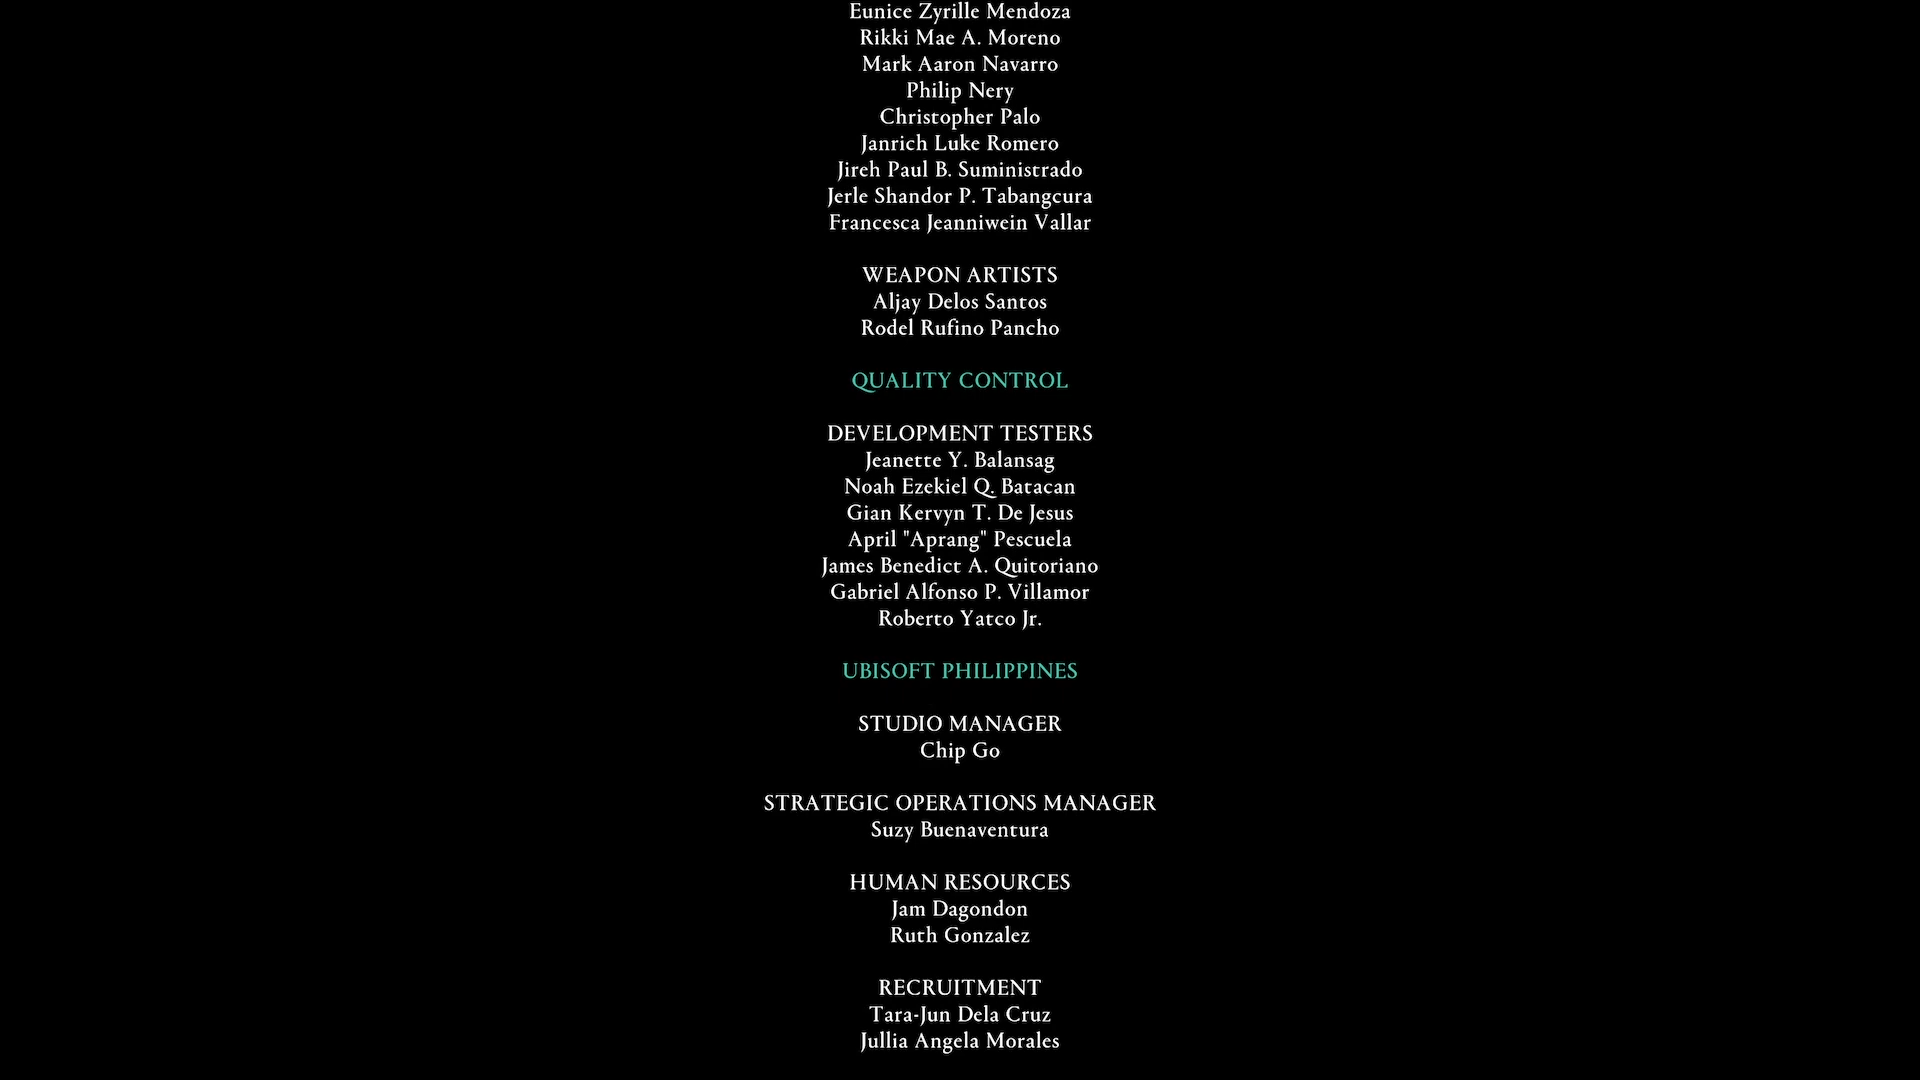 Eunice Zyrille Mendoza
Rikki Mae A. Moreno
Mark Aaron Navarro
Philip Nery
Christopher Palo
Janrich Luke Romero
Jireh Paul B. Suministrado
Jerle Shandor P. Tabangcura
Francesca Jeanniwein Vallar
WEAPON ARTISTS
Aljay Delos Santos
Rodel Rufino Pancho
QUALITY CONTROL
DEVELOPMENT TESTERS
Jeanette Y. Balansag
Noah Ezekiel Q. Batacan
Gian Kervyn T. De Jesus
April "Aprang" Pescuela
James Benedict A. Quitoriano
Gabriel Alfonso P. Villamor
Roberto Yatco Jr.
UBISOFT PHILIPPINES
STUDIO MANAGER
Chip Go
STRATEGIC OPERATIONS MANAGER
Suzy Buenaventura
HUMAN RESOURCES
Jam Dagondon
Ruth Gonzalez
RECRUITMENT
Tara-Jun Dela Cruz
Jullia Angela Morales